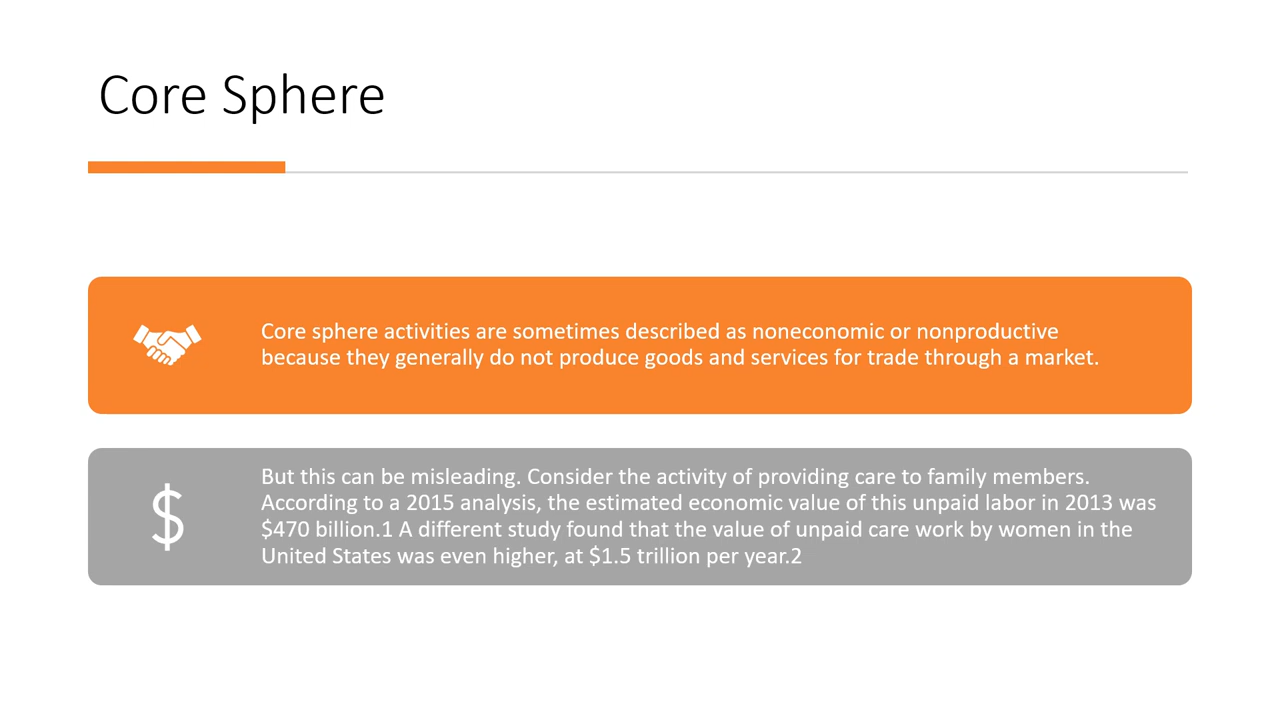 Core Sphere
Core sphere activities are sometimes described as noneconomic or nonproductive
because they generally do not produce goods and services for trade through a market.
$
But this can be misleading. Consider the activity of providing care to family members.
According to a 2015 analysis, the estimated economic value of this unpaid labor in 2013 was
$470 billion.1 A different study found that the value of unpaid care work by women in the
United States was even higher, at $1.5 trillion per year.2